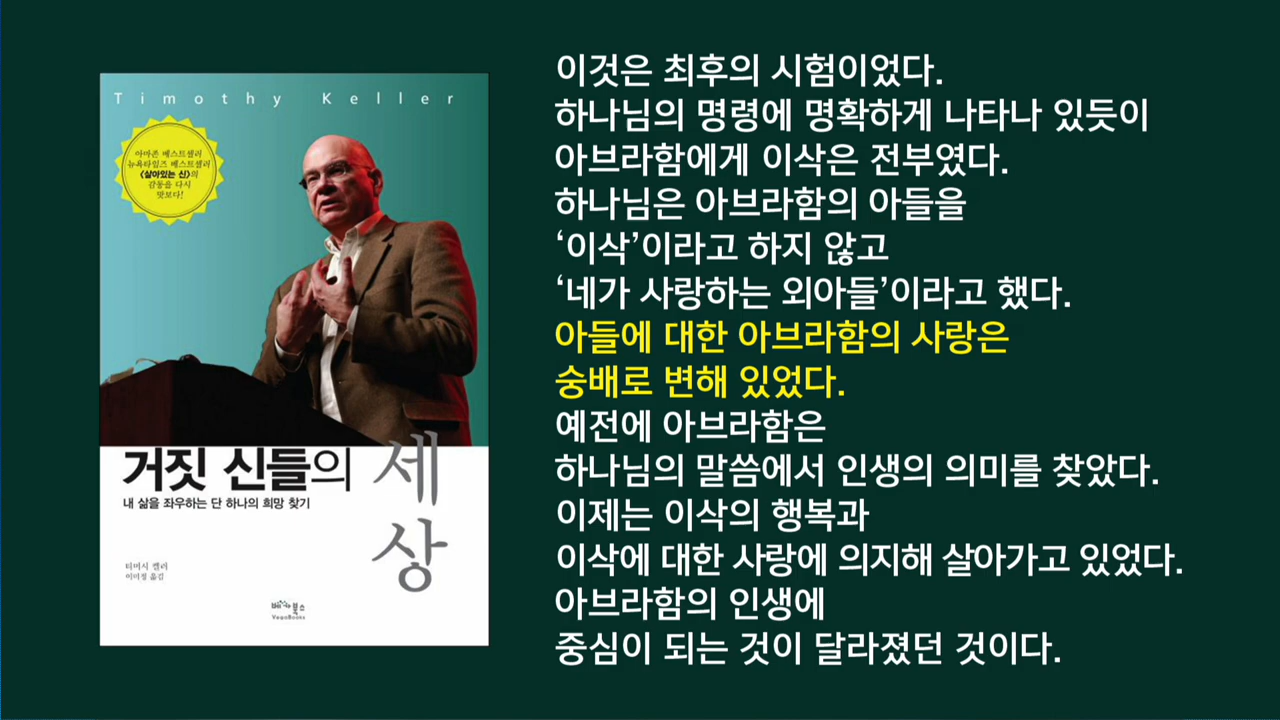 Timothy Keller
아마존 베스트셀러
뉴욕타임즈 베스트셀러
<살아있는 신>의
감동을 다시
맛보다!
거짓 신들의 세상
내 삶을 좌우하는 단 하나의 희망 찾기
티머시 켈러
이미정 옮김
베가북스
VegaBooks
이것은 최후의 시험이었다.
하나님의 명령에 명확하게 나타나 있듯이
아브라함에게 이삭은 전부였다.
하나님은 아브라함의 아들을
‘이삭’이라고 하지 않고
‘네가 사랑하는 외아들’이라고 했다.
아들에 대한 아브라함의 사랑은
숭배로 변해 있었다.
예전에 아브라함은
하나님의 말씀에서 인생의 의미를 찾았다.
이제는 이삭의 행복과
이삭에 대한 사랑에 의지해 살아가고 있었다.
아브라함의 인생에
중심이 되는 것이 달라졌던 것이다.